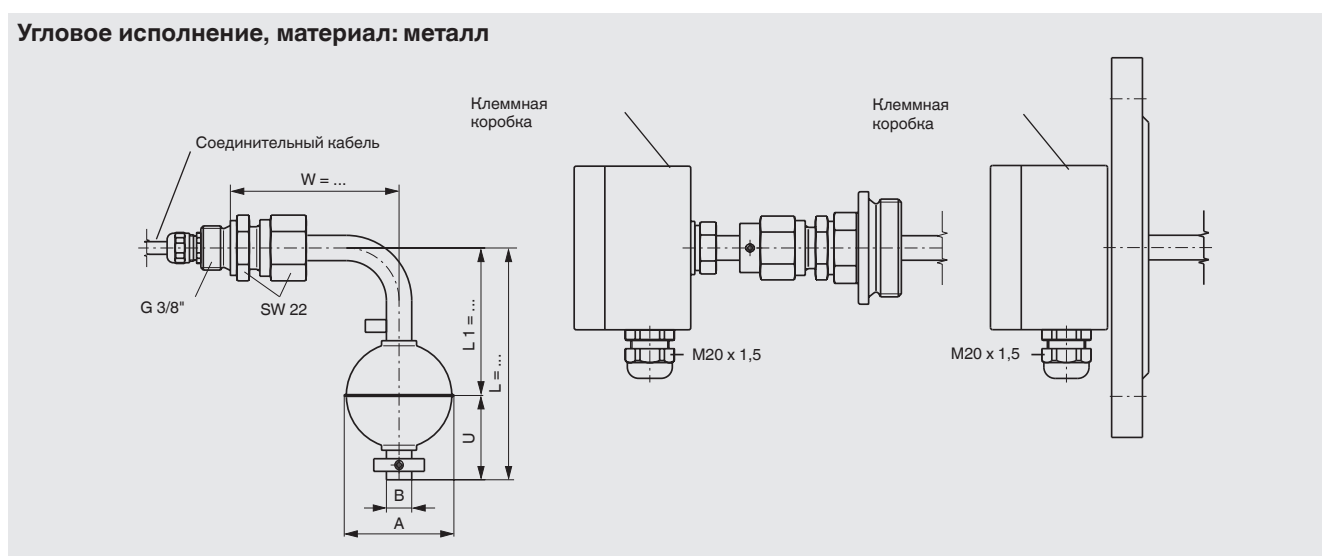 Угловое исполнение, материал: металл
Соединительный кабель
W = ...
G 3/8"
SW 22
L 1 = ...
L = ...
U
B
A
Клеммная
коробка
M20 x 1,5
Клеммная
коробка
M20 x 1,5